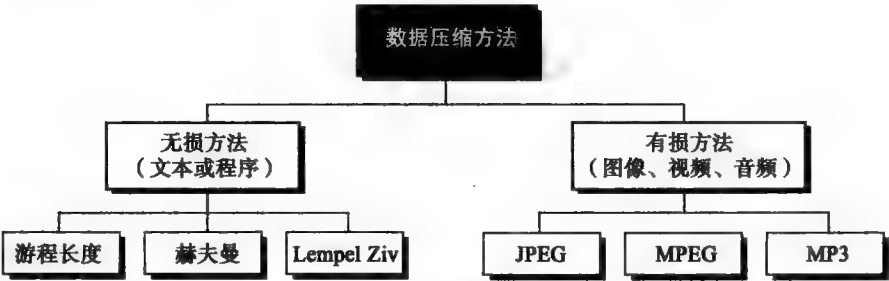 数据压缩方法
无损方法
（文本或程序）
有损方法
（图像、视频、音频）
游程长度
赫夫曼
Lempel Ziv
JPEG
MPEG
MP3